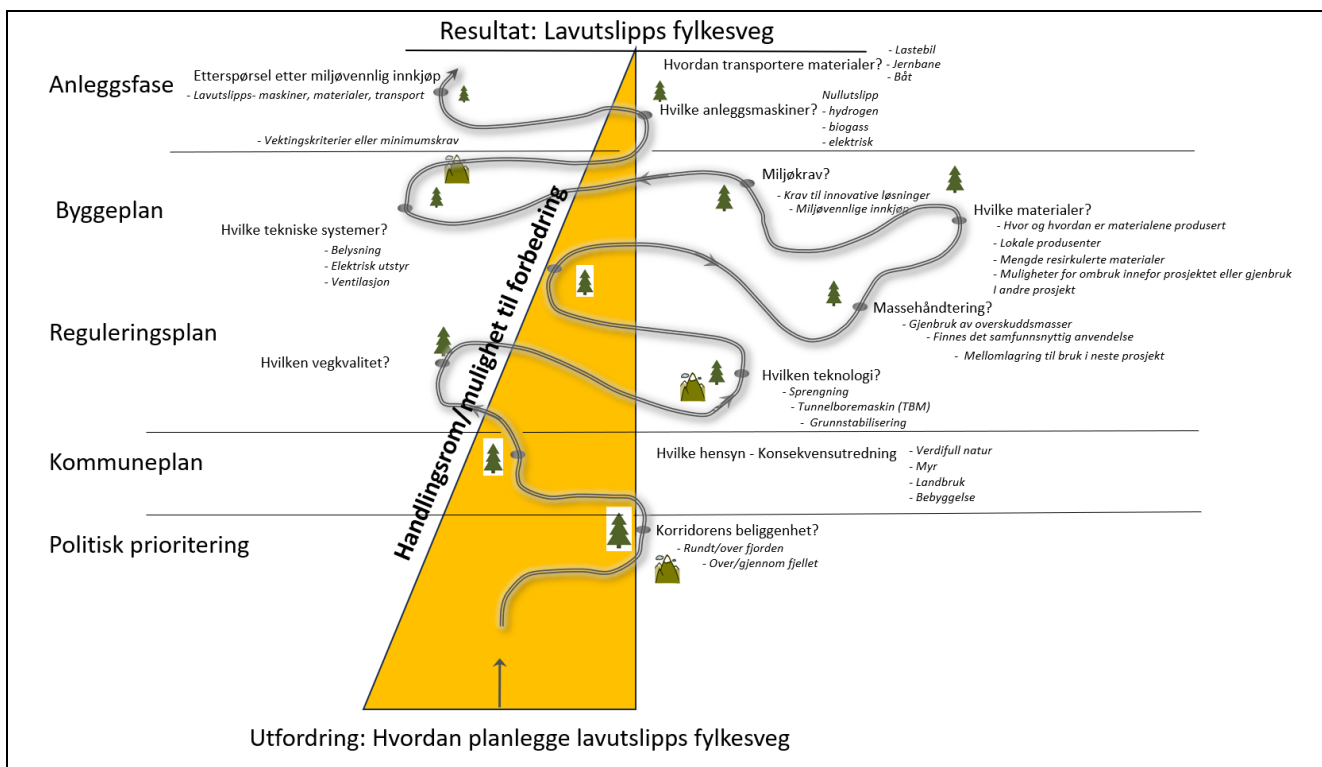 Resultat: Lavutslipps fylkesveg
Anleggsfase
Etterspørsel etter miljøvennlig innkjøp
- Lavutslipps- maskiner, materialer, transport
- Vektingskriterier eller minimumskrav
Hvordan transportere materialer?
- Lastebil
- Jernbane
- Båt
Hvilke anleggsmaskiner?
Nullutslipp
- hydrogen
- biogass
- elektrisk
Byggeplan
Miljøkrav?
- Krav til innovative løsninger
- Miljøvennlige innkjøp
Hvilke materialer?
- Hvor og hvordan er materialene produsert
- Lokale produsenter
- Mengde resirkulerte materialer
- Muligheter for ombruk innefor prosjektet eller gjenbruk
I andre prosjekt
Hvilke tekniske systemer?
- Belysning
- Elektrisk utstyr
- Ventilasjon
Handlingsrom/mulighet til forbedring
Reguleringsplan
Massehåndtering?
- Gjenbruk av overskuddsmasser
- Finnes det samfunnsnyttig anvendelse
- Mellomlagring til bruk i neste prosjekt
Hvilken vegkvalitet?
Hvilken teknologi?
- Sprengning
- Tunnelboremaskin (TBM)
- Grunnstabilisering
Kommuneplan
Hvilke hensyn - Konsekvensutredning
- Verdifull natur
- Myr
- Landbruk
- Bebyggelse
Politisk prioritering
Korridorens beliggenhet?
- Rundt/over fjorden
- Over/gjennom fjellet
Utfordring: Hvordan planlegge lavutslipps fylkesveg